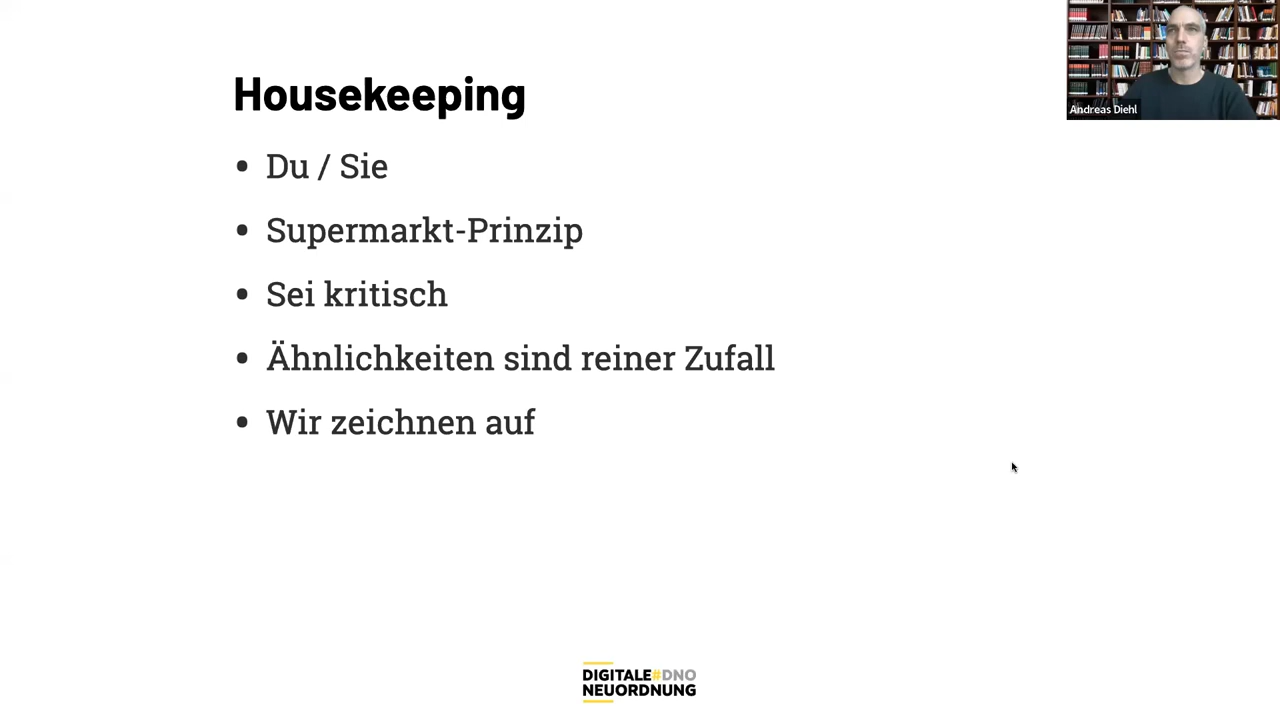 Housekeeping
• Du / Sie
• Supermarkt-Prinzip
• Sei kritisch
• Ähnlichkeiten sind reiner Zufall
• Wir zeichnen auf
Andreas Diehl
DIGITALE#DNO
NEUORDNUNG